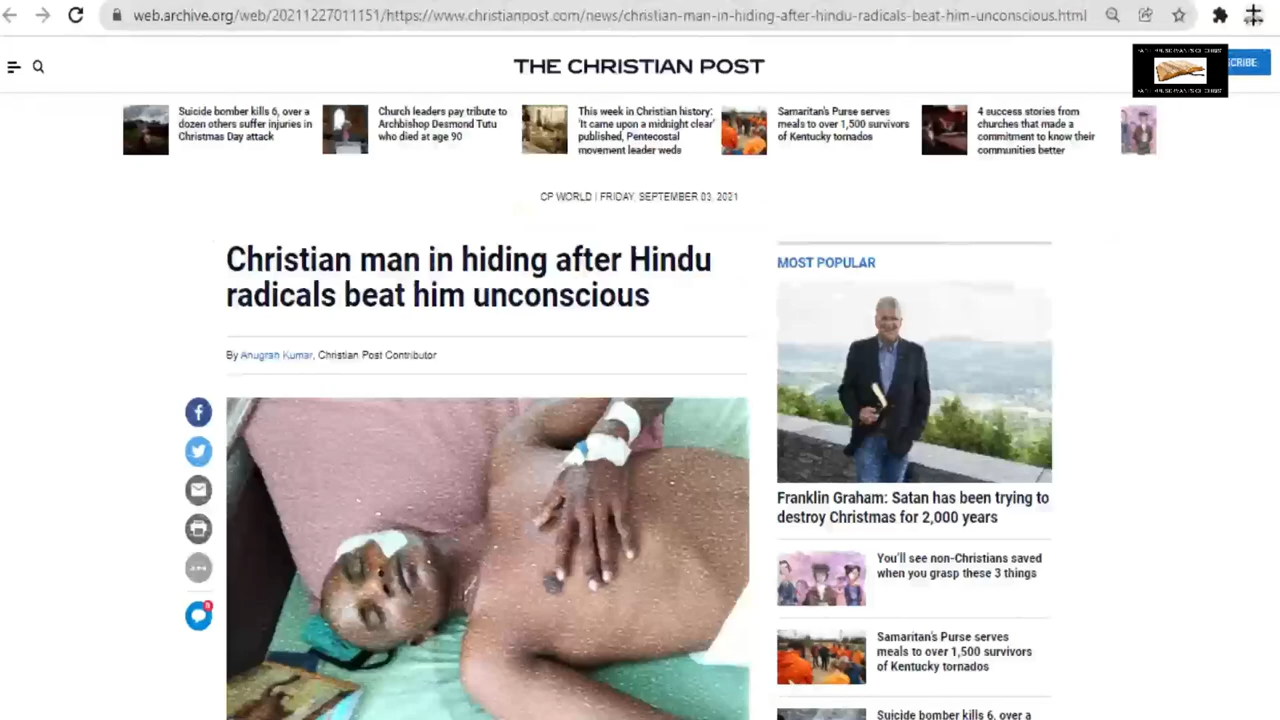 web.archive.org/web/20211227011151/https://www.christianpost.com/news/christian-man-in-hiding-after-hindu-radicals-beat-him-unconscious.html
THE CHRISTIAN POST
Suicide bomber kills 6, over a
dozen others suffer injuries in
Christmas Day attack
Church leaders pay tribute to
Archbishop Desmond Tutu
who died at age 90
This week in Christian history:
'It came upon a midnight clear'
published, Pentecostal
movement leader weds
Samaritan's Purse serves
meals to over 1,500 survivors
of Kentucky tornados
4 success stories from
churches that made a
commitment to know their
communities better
CP WORLD | FRIDAY, SEPTEMBER 03, 2021
Christian man in hiding after Hindu
radicals beat him unconscious
By Anugrah Kumar, Christian Post Contributor
MOST POPULAR
Franklin Graham: Satan has been trying to
destroy Christmas for 2,000 years
You'll see non-Christians saved
when you grasp these 3 things
Samaritan's Purse serves
meals to over 1,500 survivors
of Kentucky tornados
Suicide bomber kills 6, over a